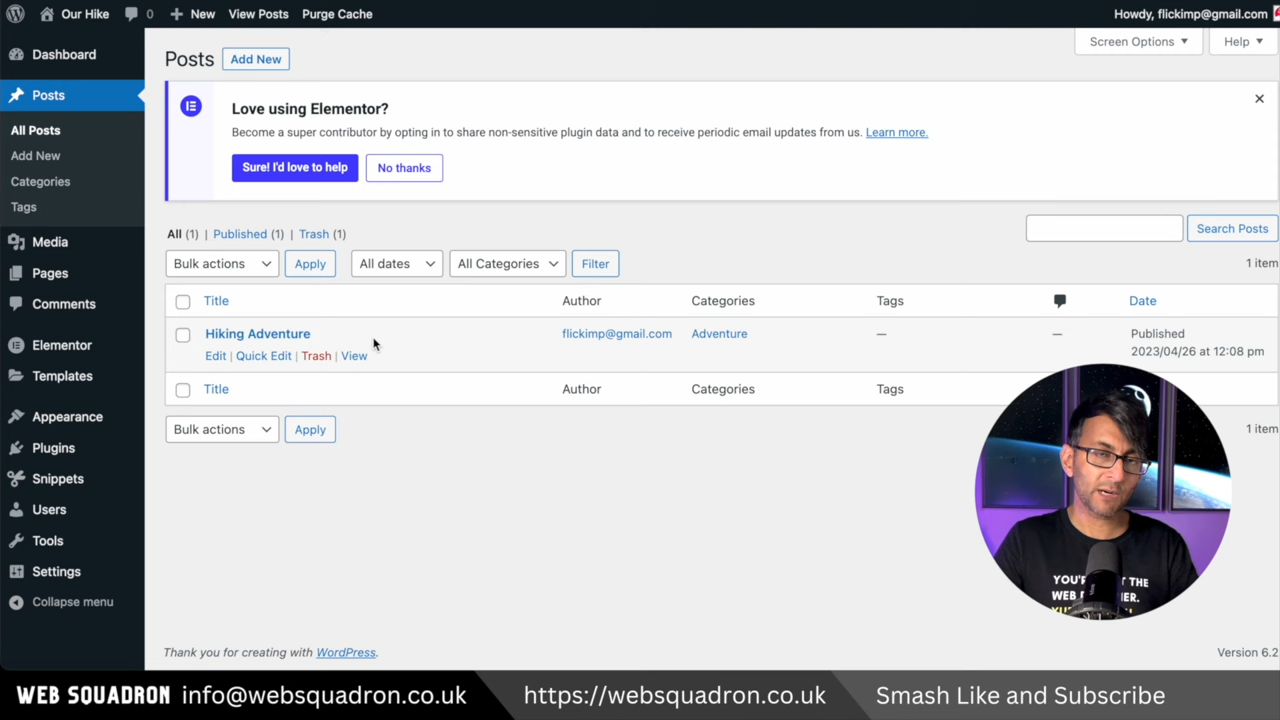 Our Hike 0 New View Posts Purge Cache Howdy, flickimp@gmail.com
Screen Options Help
Dashboard
Posts
All Posts
Add New
Categories
Tags
Media
Pages
Comments
Elementor
Templates
Appearance
Plugins
Snippets
Users
Tools
Settings
Collapse menu
Posts Add New
Love using Elementor?
Become a super contributor by opting in to share non-sensitive plugin data and to receive periodic email updates from us. Learn more.
Sure! I'd love to help No thanks
All (1) | Published (1) | Trash (1)
Search Posts
Bulk actions Apply All dates All Categories Filter 1 item
Title Author Categories Tags Date
Hiking Adventure flickimp@gmail.com Adventure — — Published
Edit | Quick Edit | Trash | View 2023/04/26 at 12:08 pm
Title Author Categories Tags
Bulk actions Apply 1 item
THE
WEB
Thank you for creating with WordPress. Version 6.2
WEB SQUADRON info@websquadron.co.uk https://websquadron.co.uk Smash Like and Subscribe